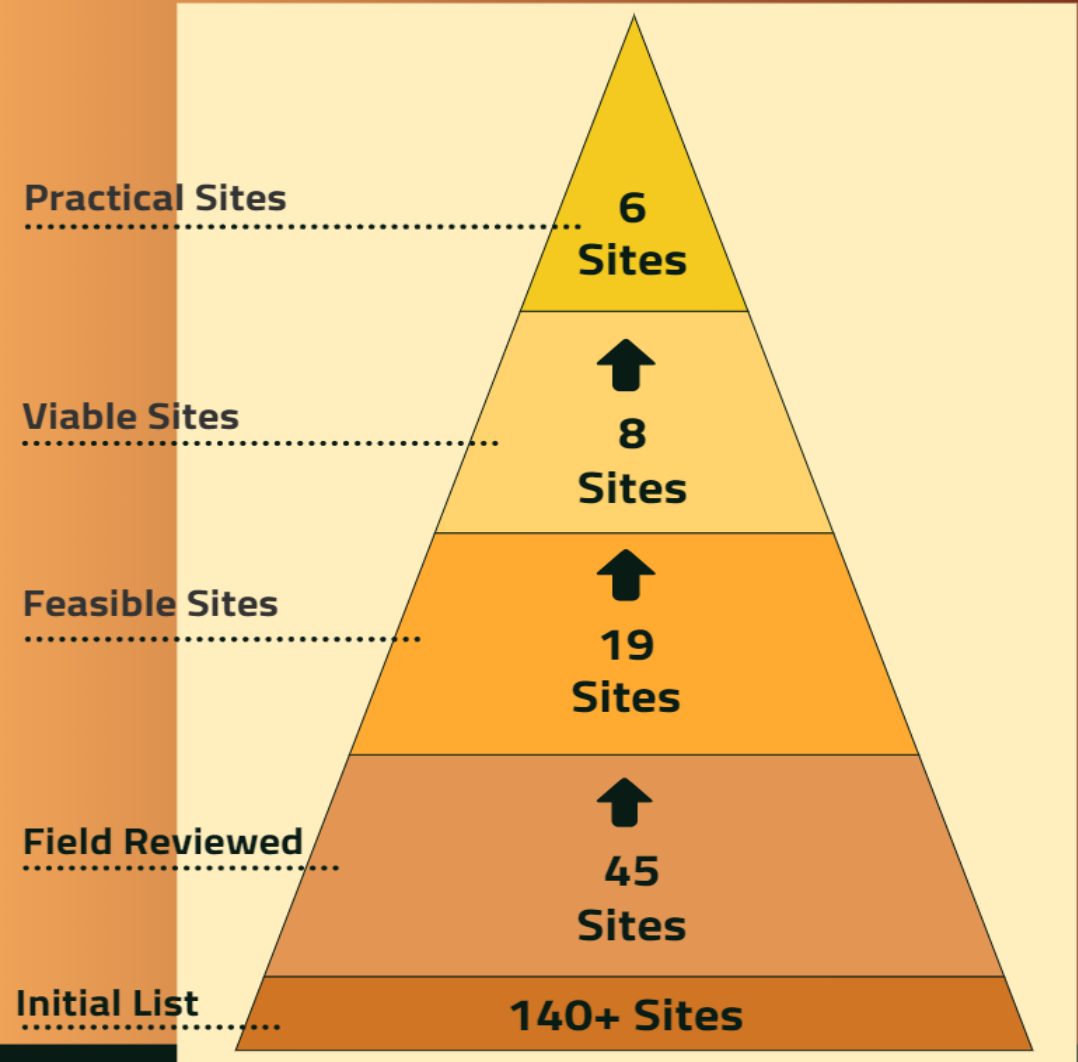 Practical Sites
6
Sites
Viable Sites
8
Sites
Feasible Sites
19
Sites
Field Reviewed
45
Sites
Initial List
140+ Sites